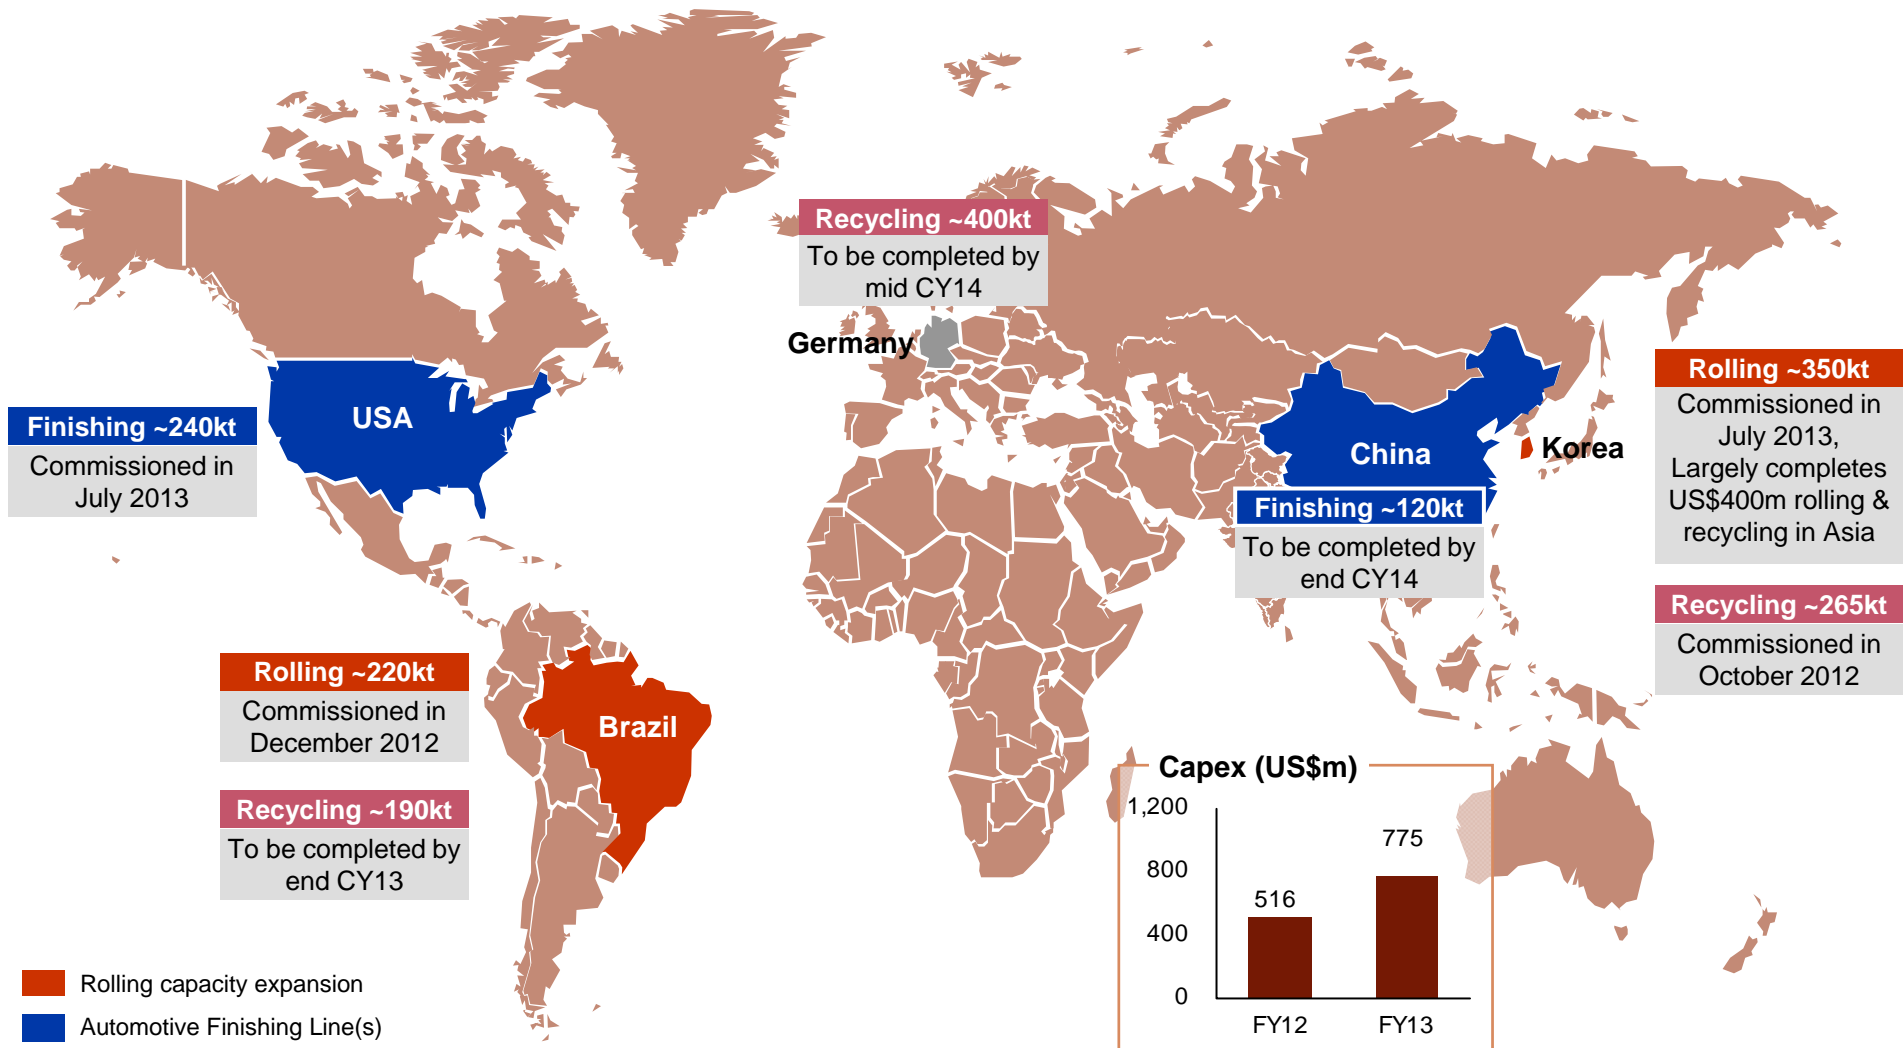 Recycling ~400kt
To be completed by
mid CY14
Germany
USA
Finishing ~240kt
Commissioned in
July 2013
China
Korea
Finishing ~120kt
To be completed by
end CY14
Rolling ~350kt
Commissioned in
July 2013,
Largely completes
US$400m rolling &
recycling in Asia
Recycling ~265kt
Commissioned in
October 2012
Rolling ~220kt
Commissioned in
December 2012
Brazil
Recycling ~190kt
To be completed by
end CY13
Capex (US$m)
1,200
800
400
0
516
775
FY12
FY13
Rolling capacity expansion
Automotive Finishing Line(s)